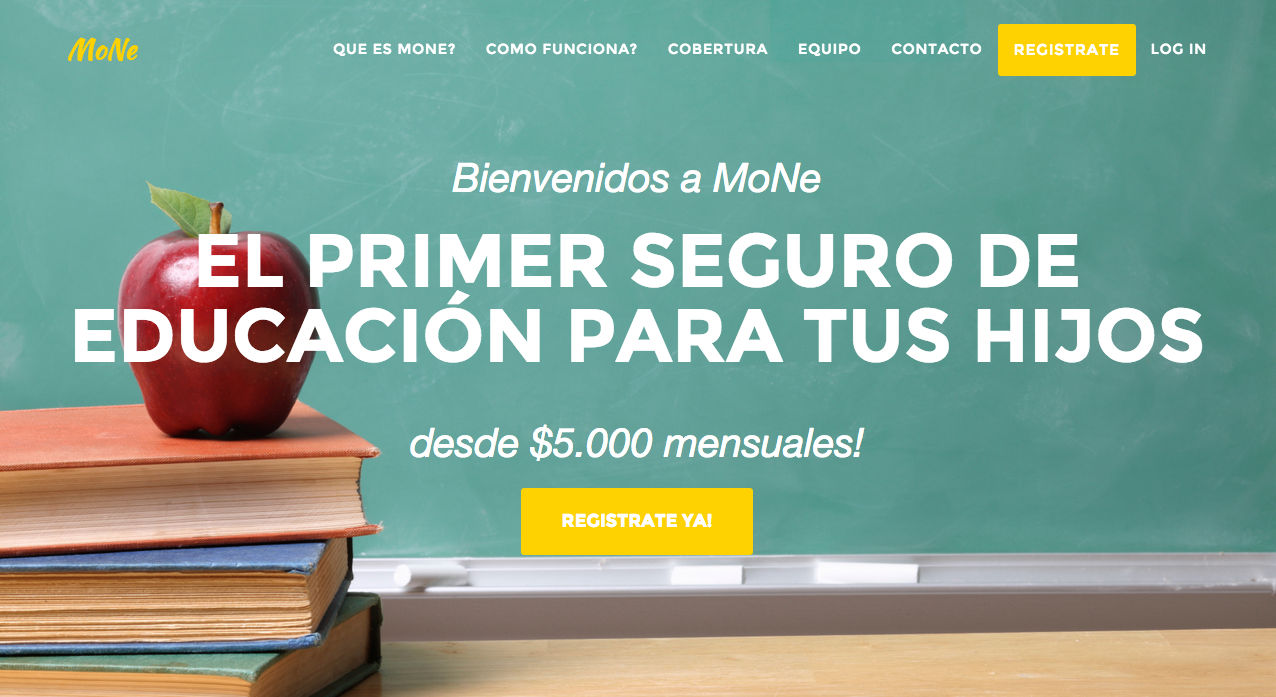 MoNe
QUE ES MONE? COMO FUNCIONA? COBERTURA EQUIPO CONTACTO REGISTRATE LOG IN
Bienvenidos a MoNe
EL PRIMER SEGURO DE
EDUCACIÓN PARA TUS HIJOS
desde $5.000 mensuales!
REGISTRATE YA!